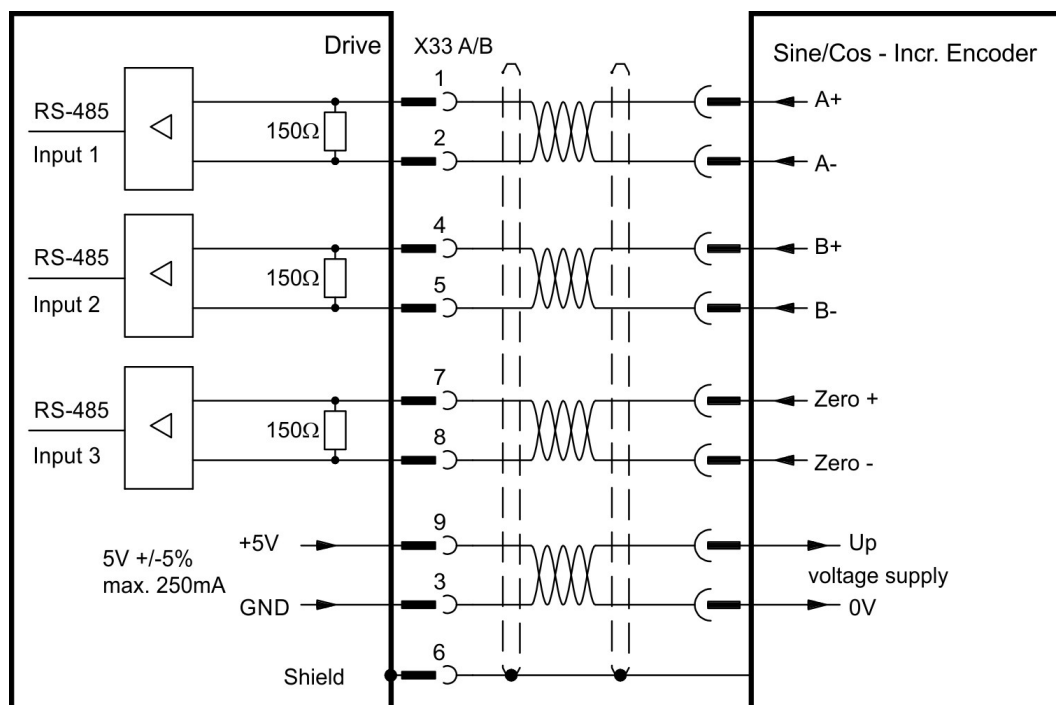 Drive
X33 A/B
Sine/Cos - Incr. Encoder
RS-485
Input 1
150Ω
1
2
A+
A-
RS-485
Input 2
150Ω
4
5
B+
B-
RS-485
Input 3
150Ω
7
8
Zero +
Zero -
5V +/-5%
max. 250mA
+5V
GND
9
3
Up
voltage supply
0V
Shield
6